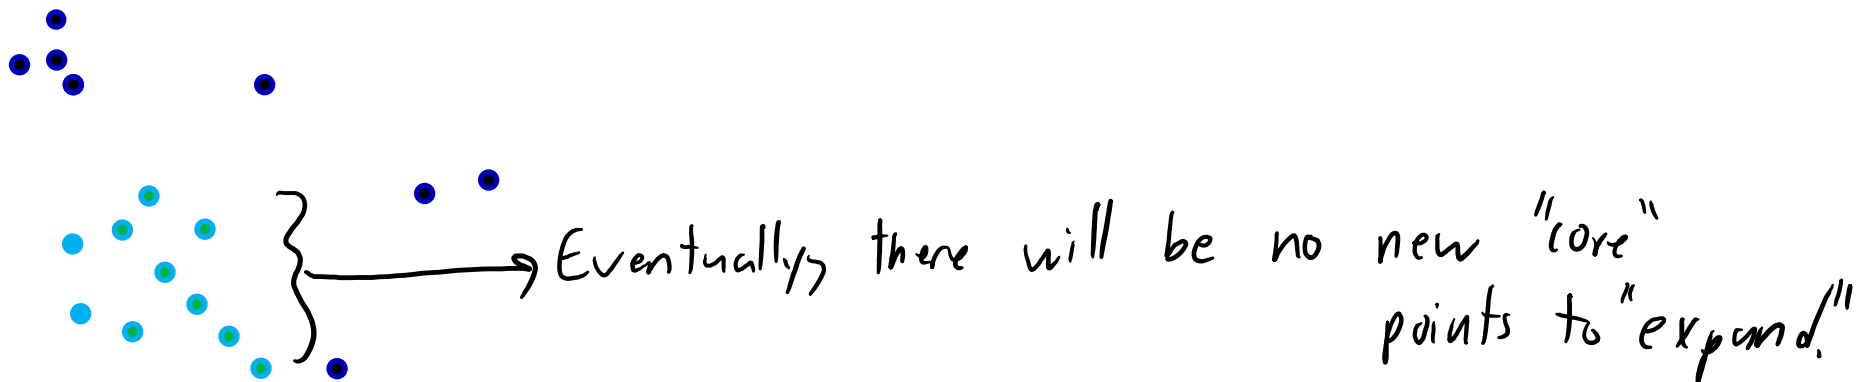 Eventually, there will be no new "core"
points to "expand."